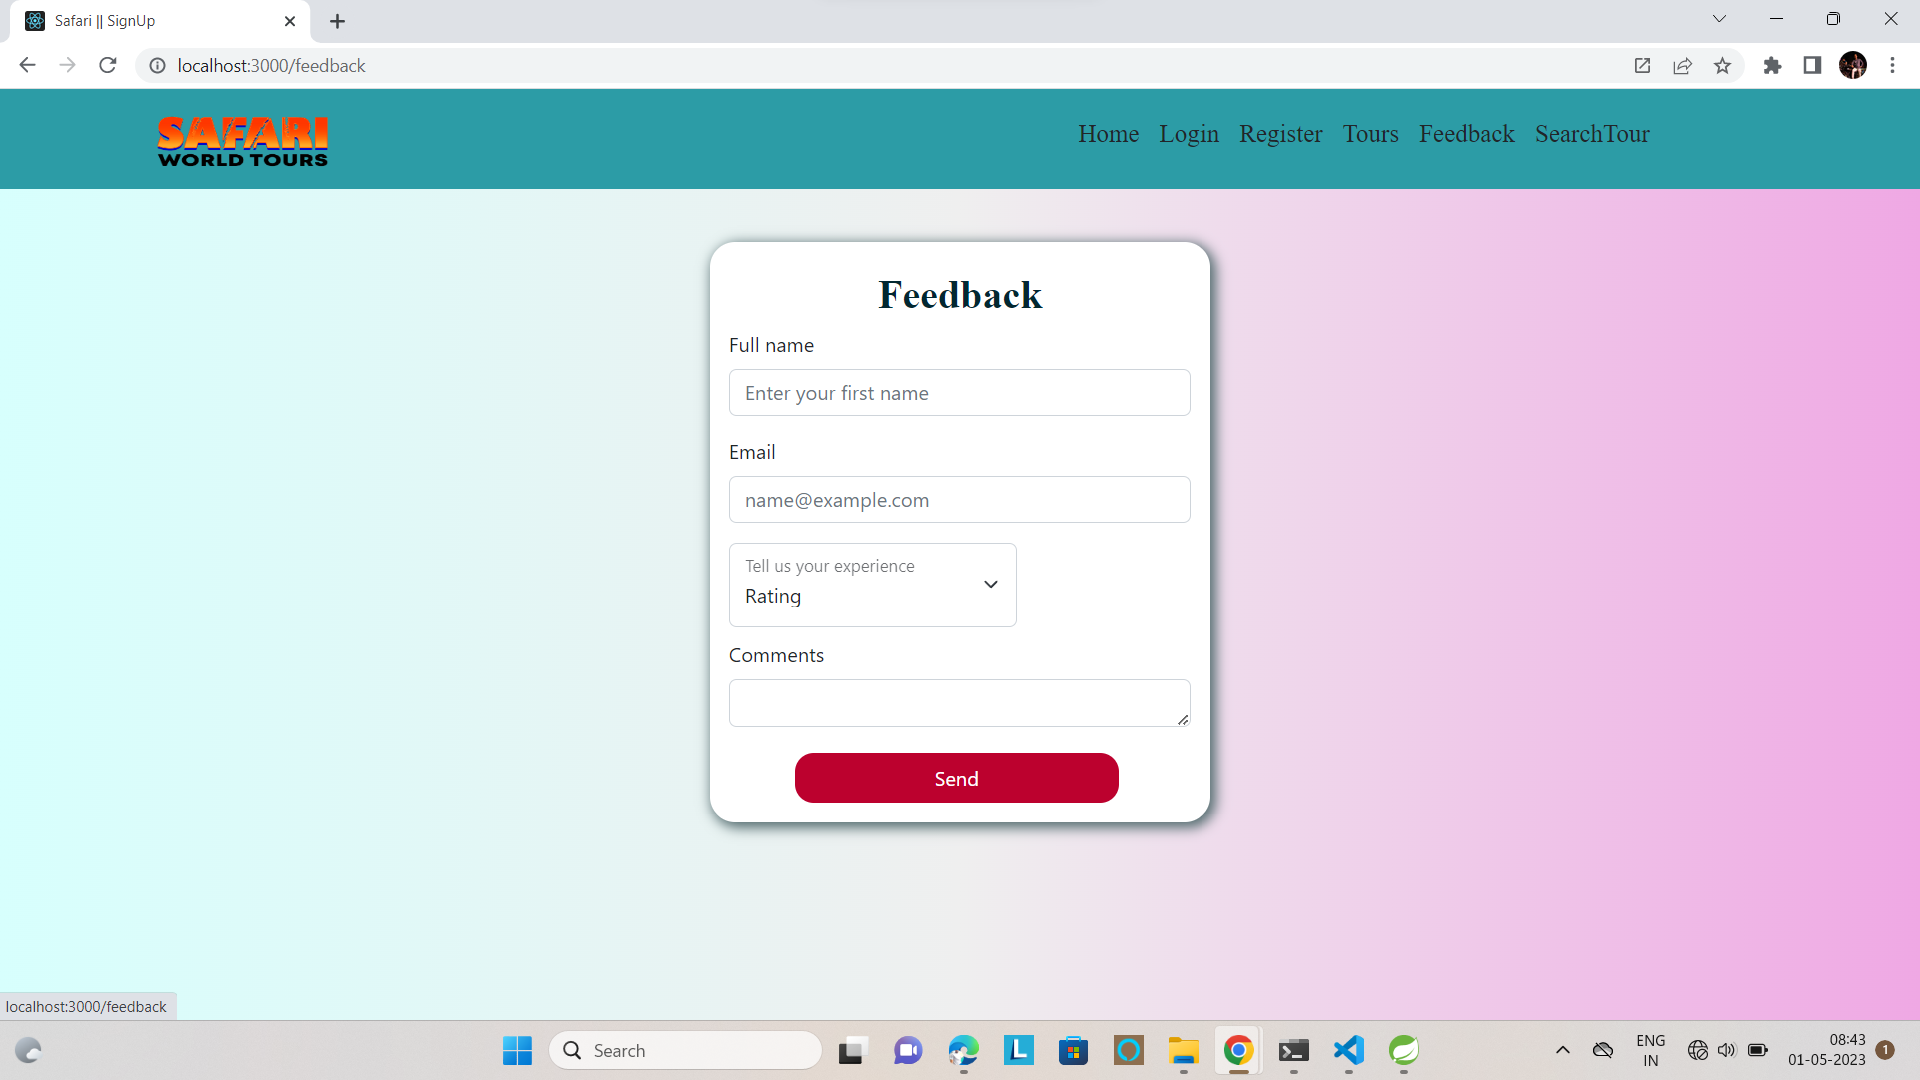 Safari || SignUp
localhost:3000/feedback
SAFARI
WORLD TOURS
Home Login Register Tours Feedback SearchTour
Feedback
Full name
Enter your first name
Email
name@example.com
Tell us your experience
Rating
Comments
Send
localhost:3000/feedback
Search
L
ENG
IN
08:43
01-05-2023
1